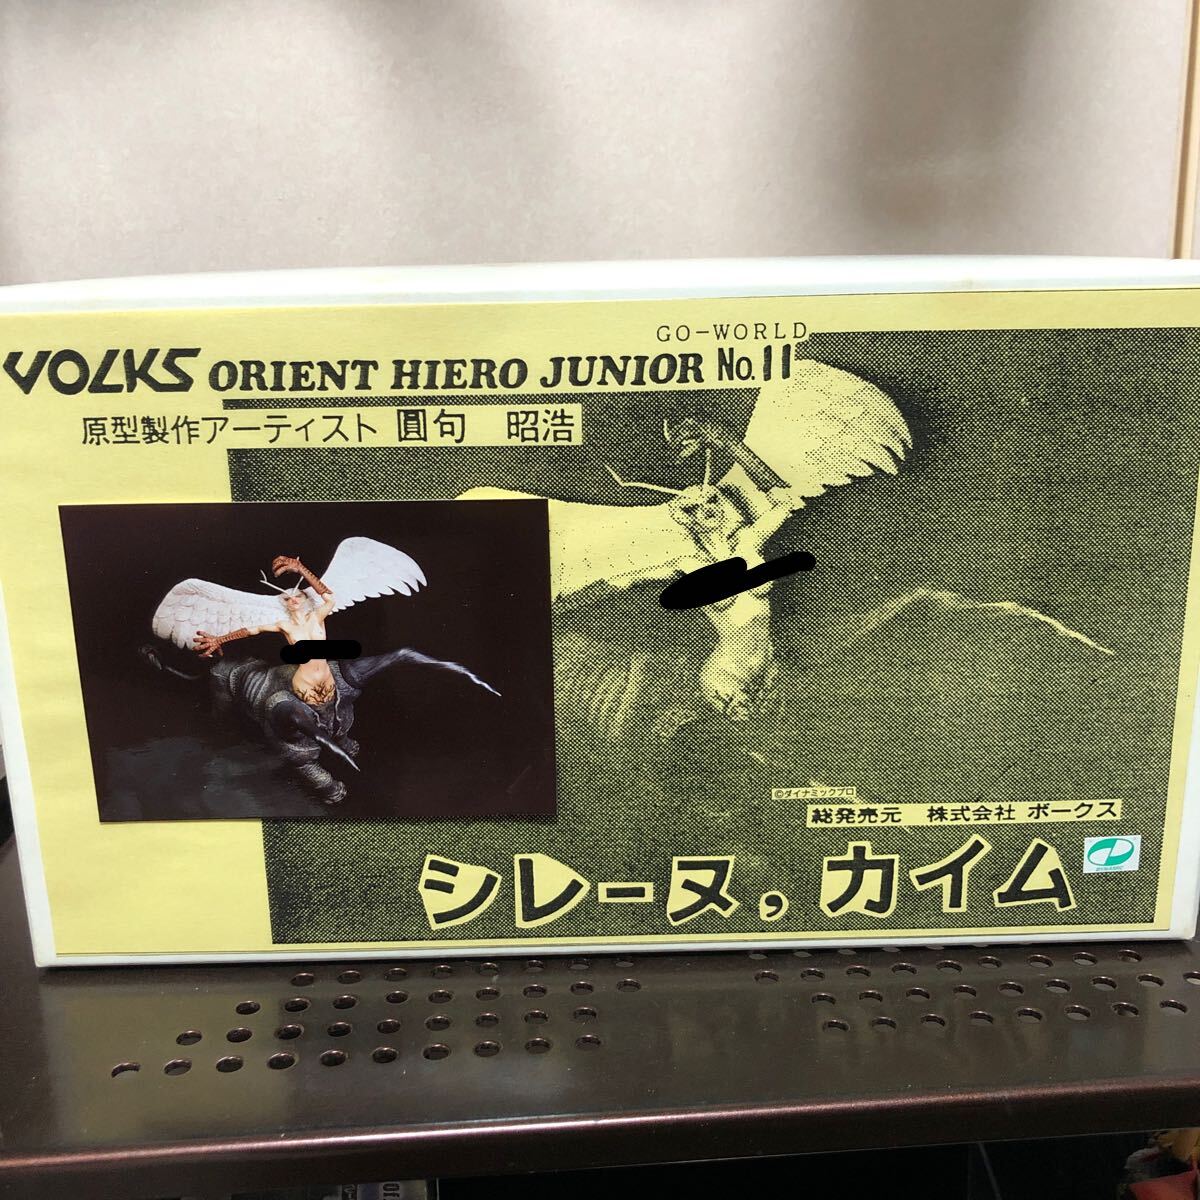 GO-WORLD
VOLKS ORIENT HIERO JUNIOR No.11
原型製作アーティスト 圓句 昭浩
©ダイナミックプロ
総発売元 株式会社 ボークス
シレーヌ,カイム
DYNAMIC